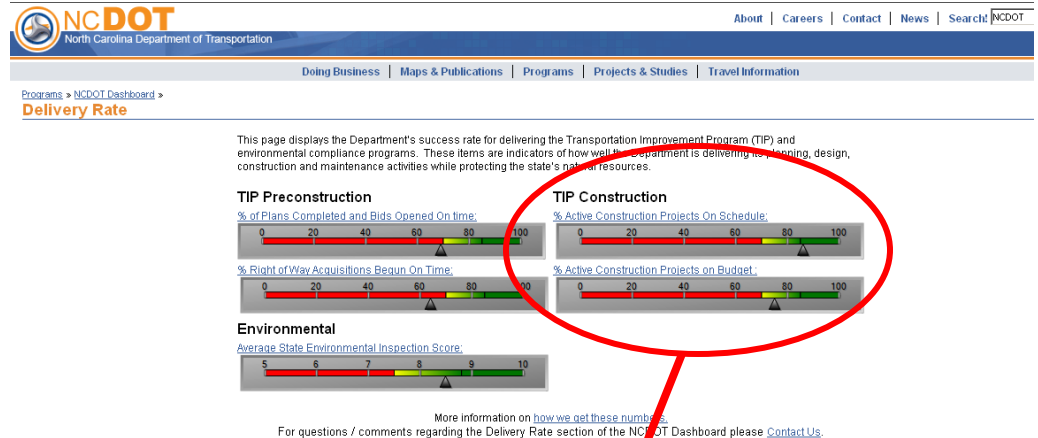 NCDOT
North Carolina Department of Transportation
About | Careers | Contact | News | Search: NCDOT
Doing Business | Maps & Publications | Programs | Projects & Studies | Travel Information
Programs » NCDOT Dashboard »
Delivery Rate
This page displays the Department's success rate for delivering the Transportation Improvement Program (TIP) and
environmental compliance programs. These items are indicators of how well the Department is delivering its planning, design,
construction and maintenance activities while protecting the state's natural resources.
TIP Preconstruction
% of Plans Completed and Bids Opened On time:
0 20 40 60 80 100
% Right of Way Acquisitions Begun On Time:
0 20 40 60 80 100
TIP Construction
% Active Construction Projects On Schedule:
0 20 40 60 80 100
% Active Construction Projects on Budget :
0 20 40 60 80 100
Environmental
Average State Environmental Inspection Score:
5 6 7 8 9 10
More information on how we get these numbers.
For questions / comments regarding the Delivery Rate section of the NCDOT Dashboard please Contact Us.